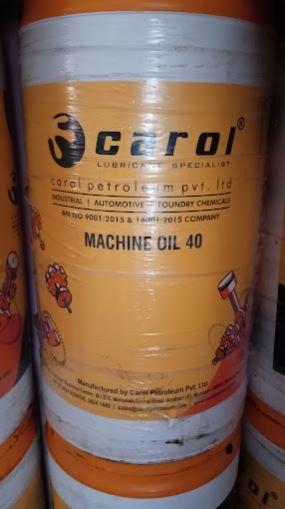 carol®
LUBRICANT SPECIALIST
carol petroleum pvt. ltd
INDUSTRIAL | AUTOMOTIVE | FOUNDRY CHEMICALS
AN ISO 9001:2015 & 14001:2015 COMPANY
MACHINE OIL 40
Manufactured by Carol Petroleum Pvt. Ltd.
carol